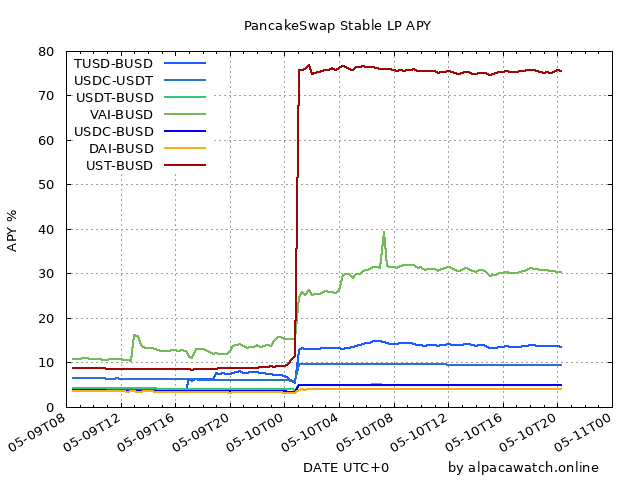 PancakeSwap Stable LP APY
80
70
60
50
40
30
20
10
0
APY %
TUSD-BUSD
USDC-USDT
USDT-BUSD
VAI-BUSD
USDC-BUSD
DAI-BUSD
UST-BUSD
05-09T08
05-09T12
05-09T16
05-09T20
05-10T00
05-10T04
05-10T08
05-10T12
05-10T16
05-10T20
05-11T00
DATE UTC+0
by alpacawatch.online